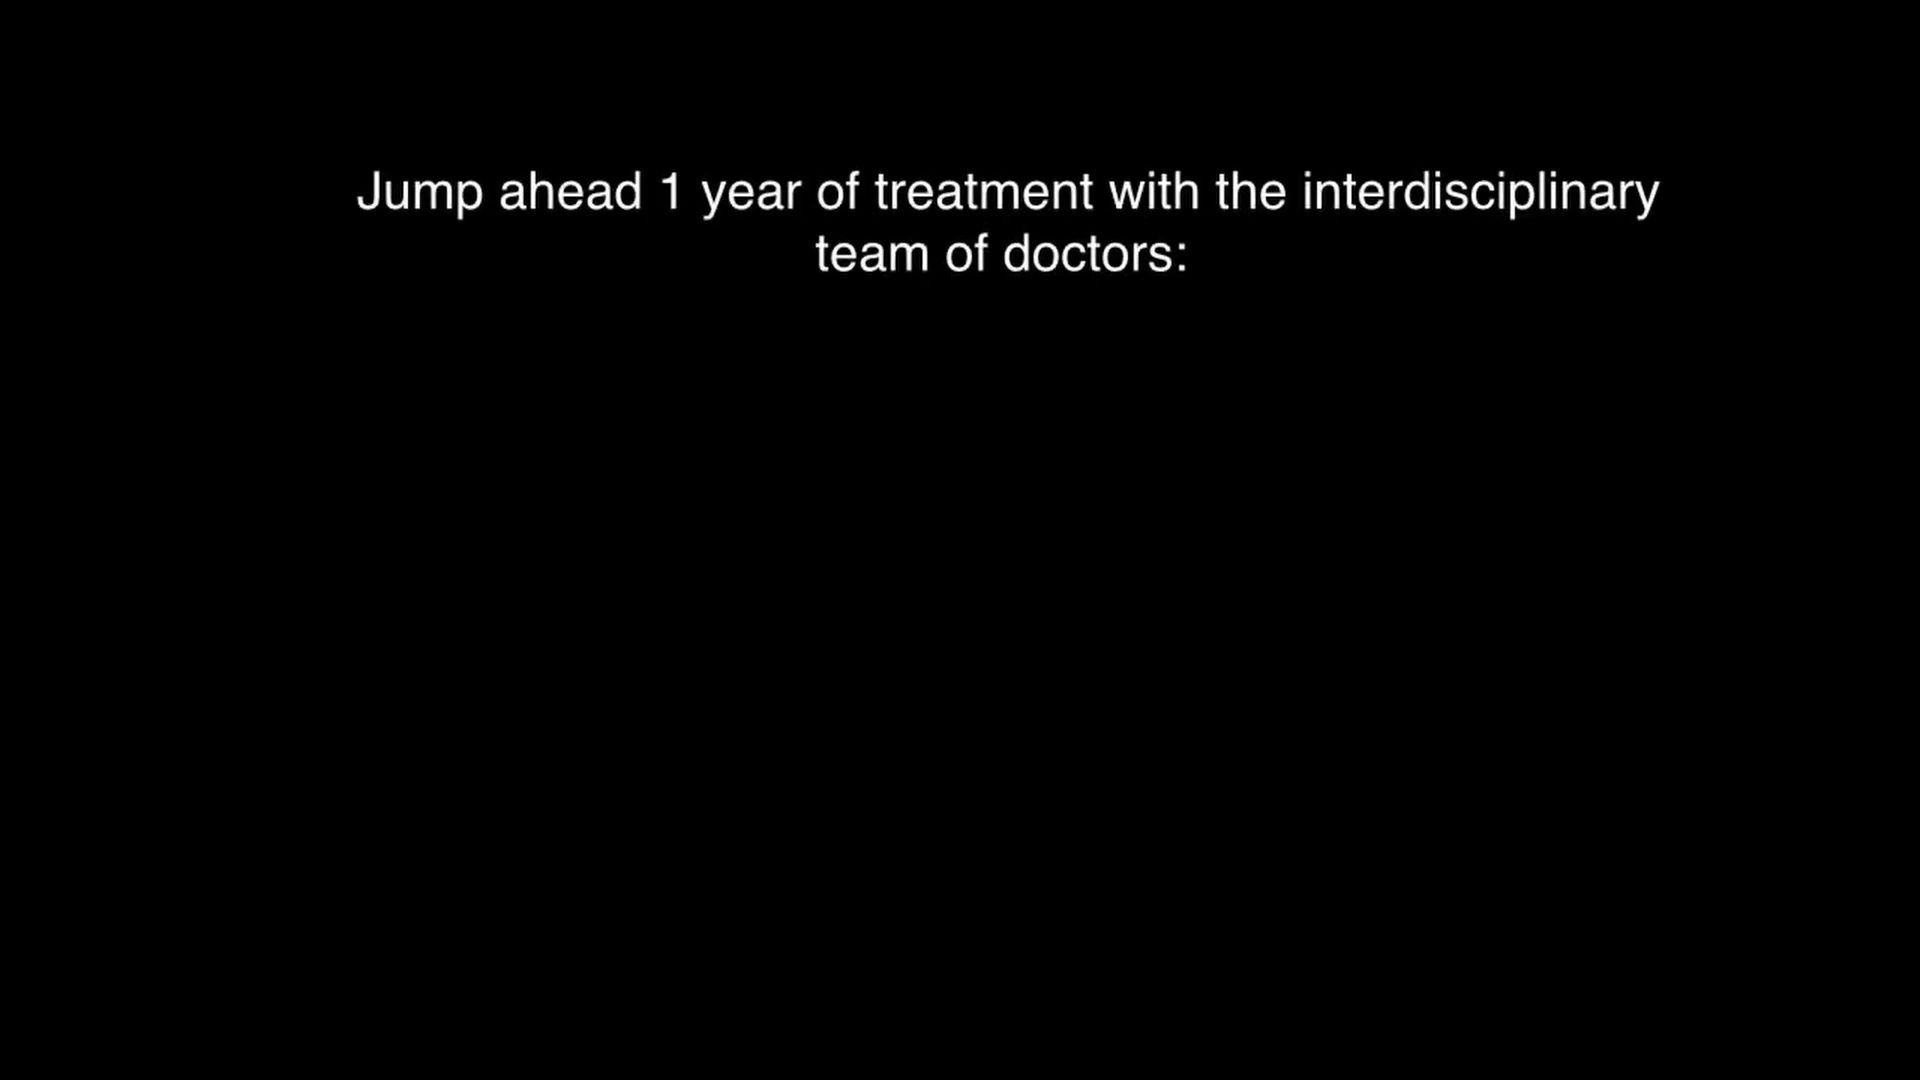 Jump ahead 1 year of treatment with the interdisciplinary
team of doctors: